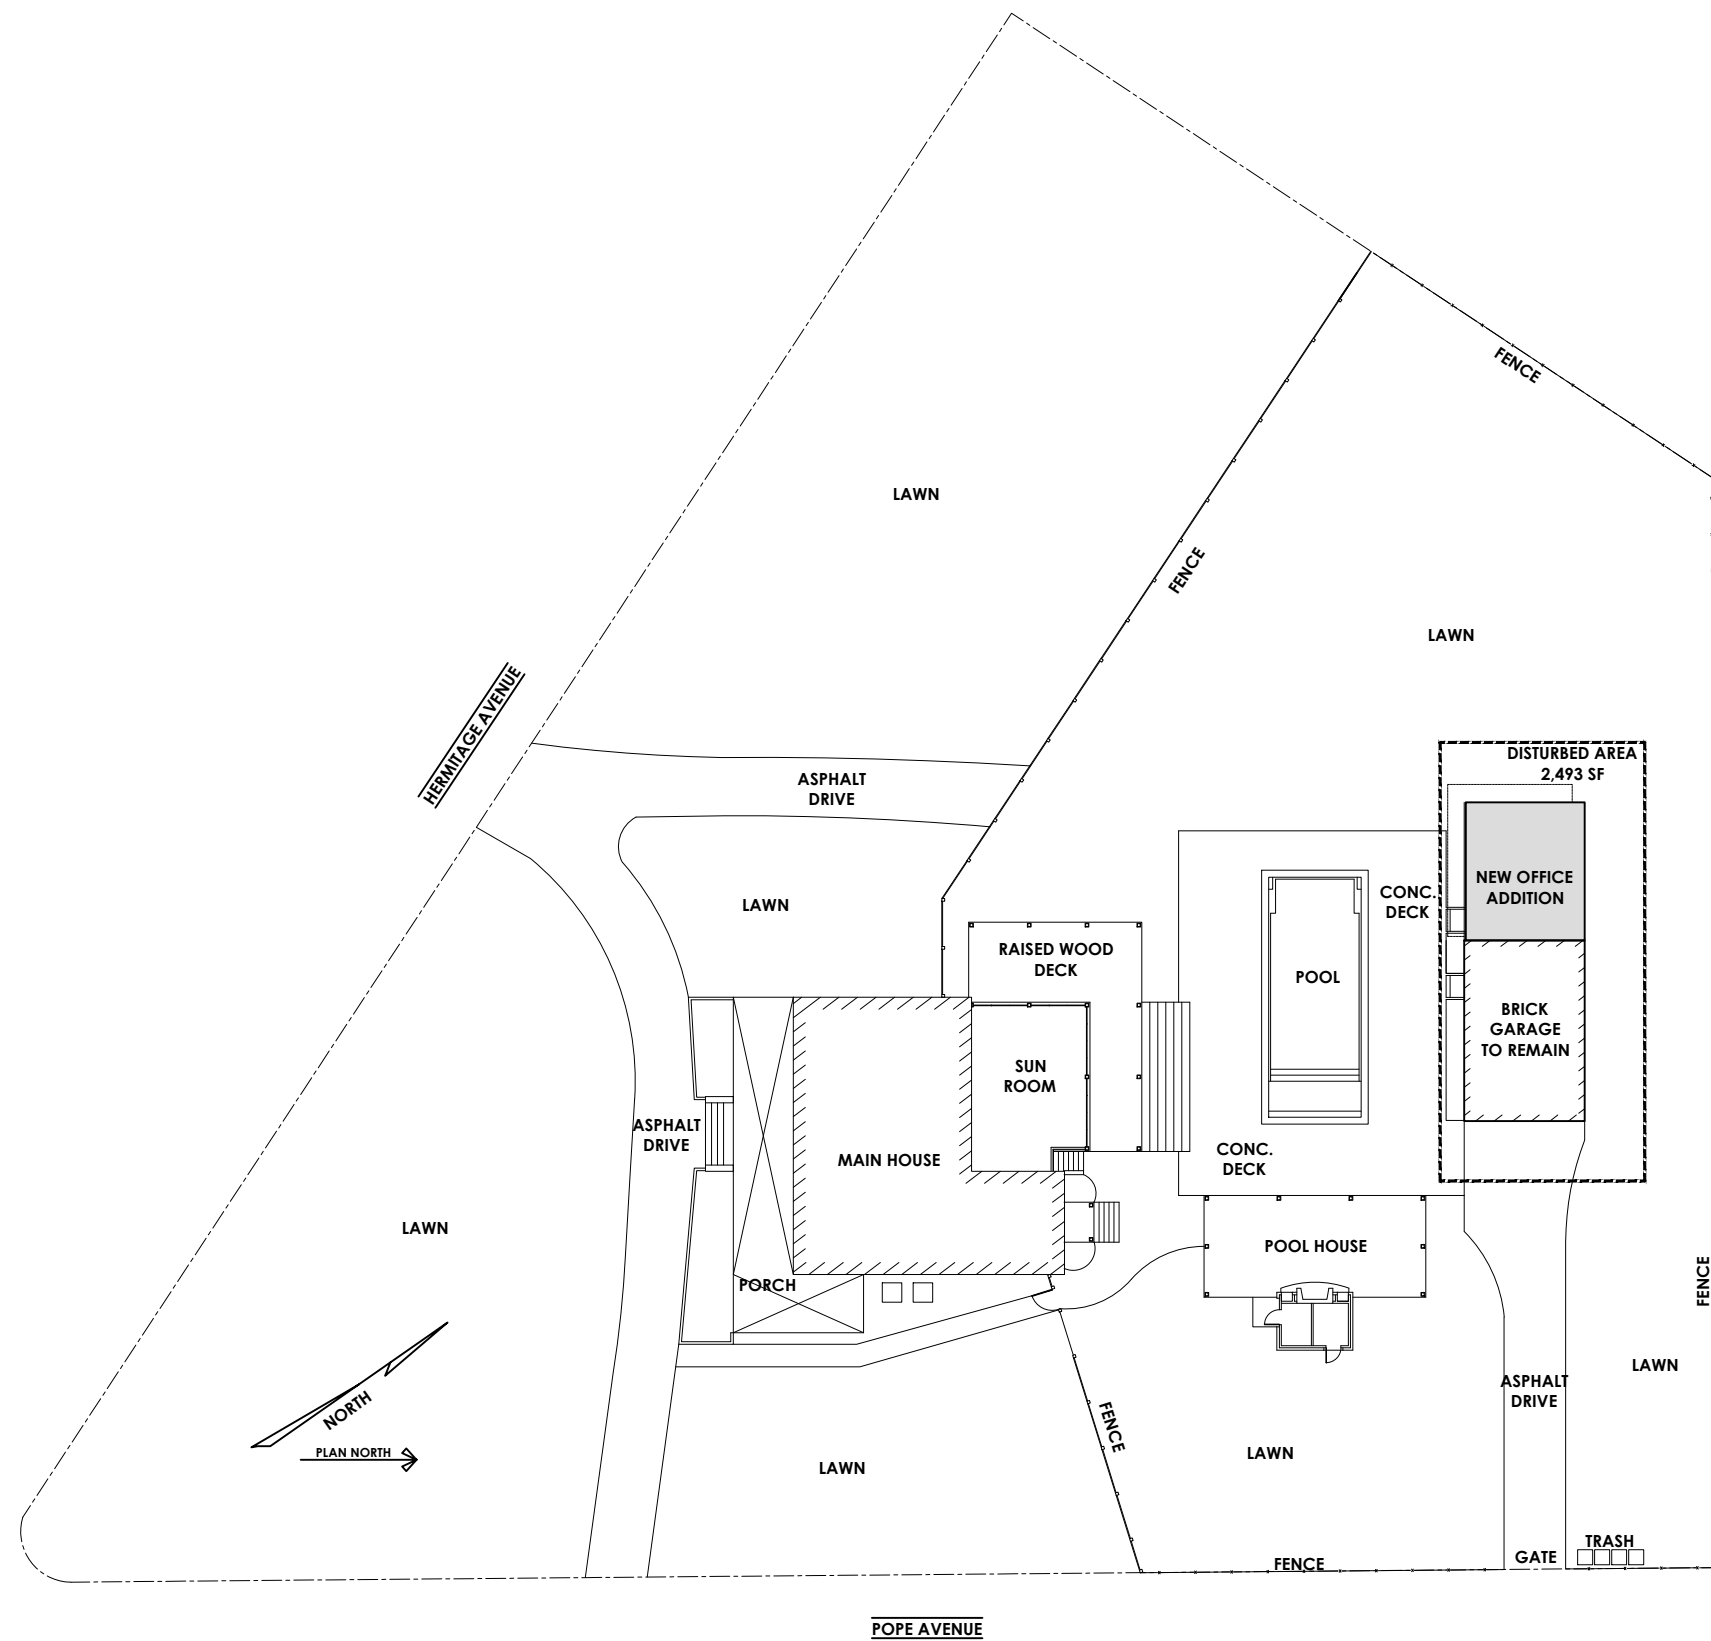 FENCE
LAWN
FENCE
LAWN
HERMITAGE AVENUE
DISTURBED AREA
2,493 SF
ASPHALT
DRIVE
NEW OFFICE
ADDITION
CONC.
DECK
LAWN
RAISED WOOD
DECK
POOL
BRICK
GARAGE
TO REMAIN
SUN
ROOM
ASPHALT
DRIVE
MAIN HOUSE
CONC.
DECK
LAWN
POOL HOUSE
PORCH
FENCE
LAWN
ASPHALT
DRIVE
NORTH
PLAN NORTH
FENCE
LAWN
LAWN
TRASH
GATE
FENCE
POPE AVENUE